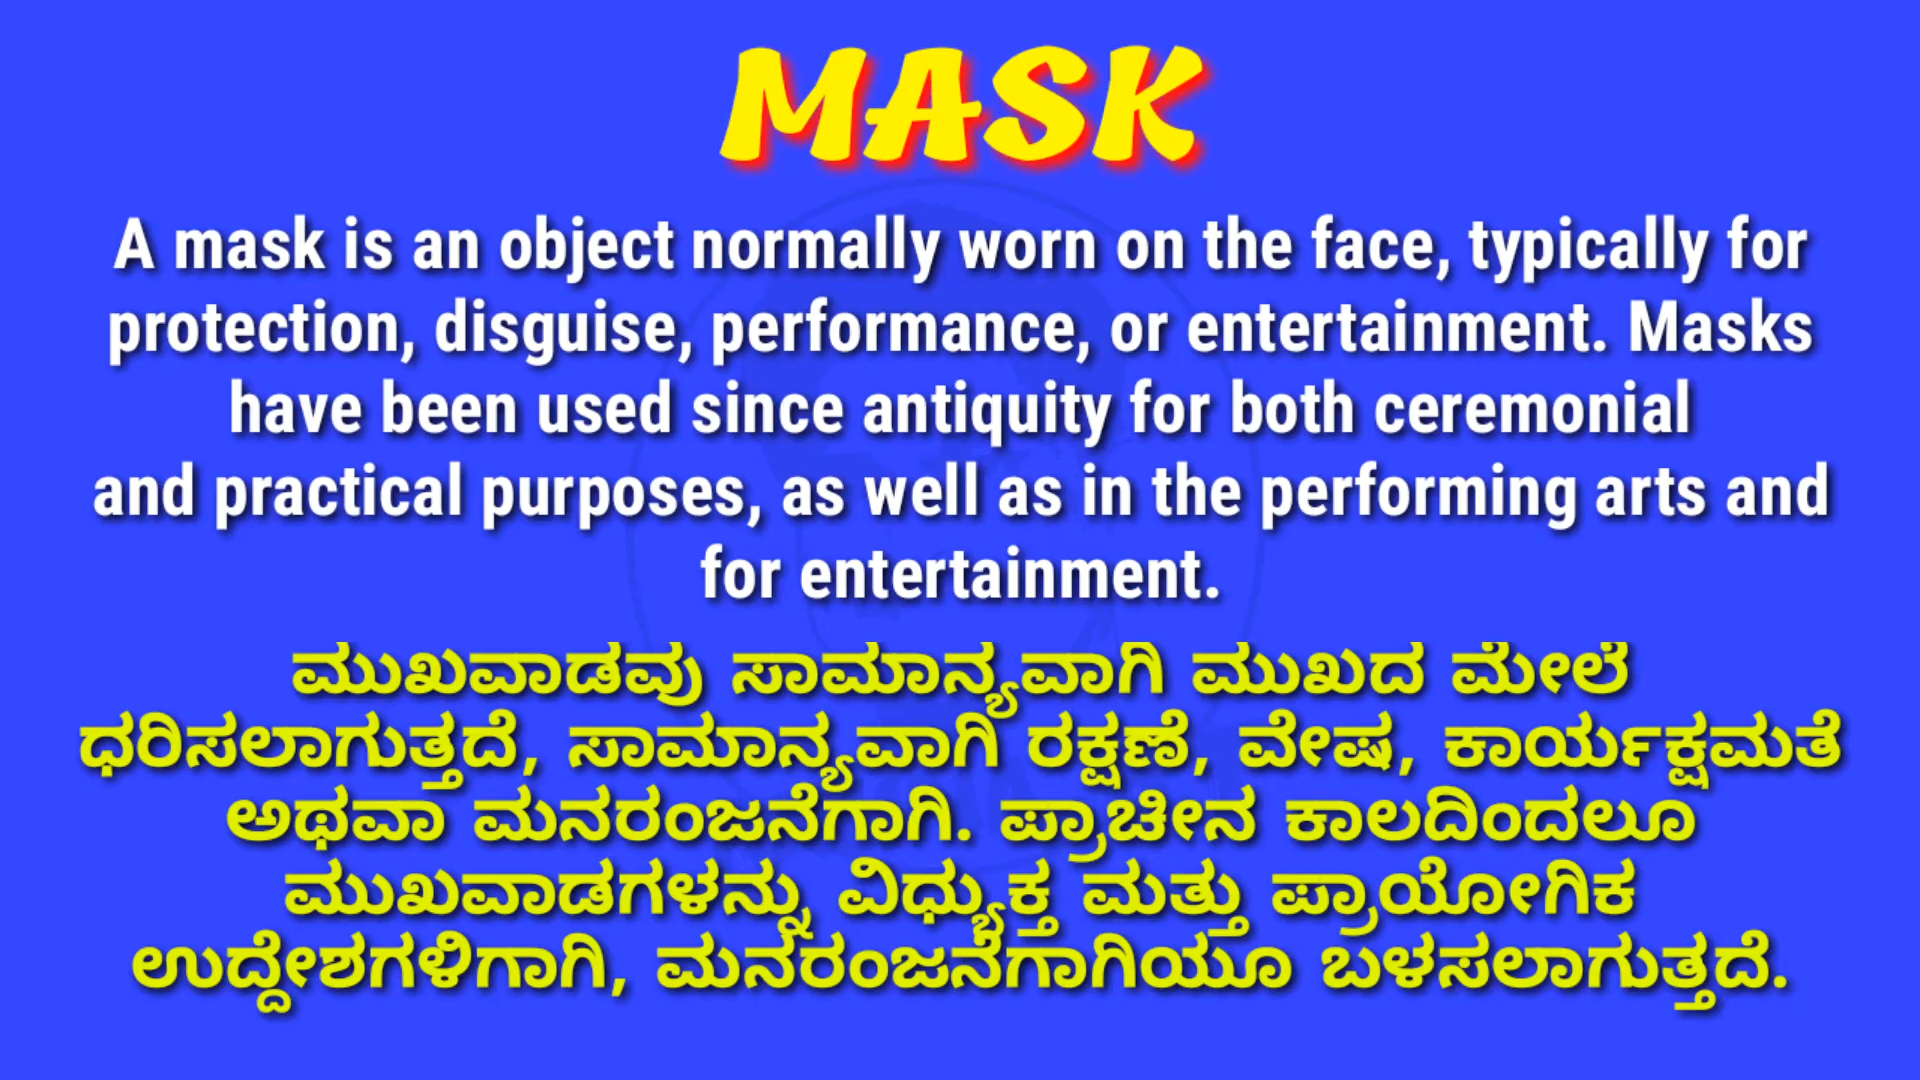 MASK
A mask is an object normally worn on the face, typically for
protection, disguise, performance, or entertainment. Masks
have been used since antiquity for both ceremonial
and practical purposes, as well as in the performing arts and
for entertainment.
ಮುಖವಾಡವು ಸಾಮಾನ್ಯವಾಗಿ ಮುಖದ ಮೇಲೆ
ಧರಿಸಲಾಗುತ್ತದೆ, ಸಾಮಾನ್ಯವಾಗಿ ರಕ್ಷಣೆ, ವೇಷ, ಕಾರ್ಯಕ್ಷಮತೆ
ಅಥವಾ ಮನರಂಜನೆಗಾಗಿ. ಪ್ರಾಚೀನ ಕಾಲದಿಂದಲೂ
ಮುಖವಾಡಗಳನ್ನು ವಿಧ್ಯುಕ್ತ ಮತ್ತು ಪ್ರಾಯೋಗಿಕ
ಉದ್ದೇಶಗಳಿಗಾಗಿ, ಮನರಂಜನೆಗಾಗಿಯೂ ಬಳಸಲಾಗುತ್ತದೆ.